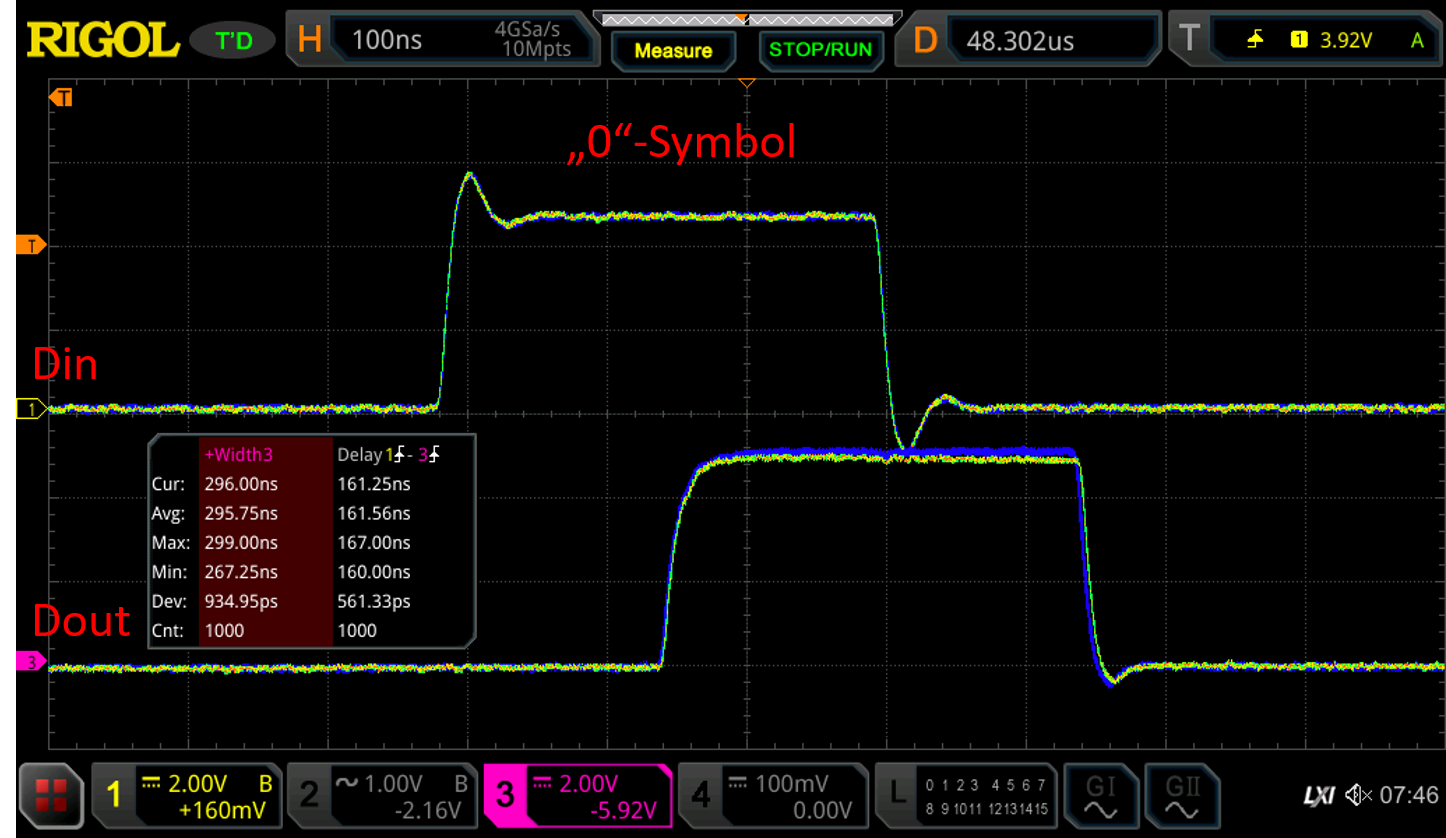 RIGOL T'D H 100ns 4GSa/s 10Mpts Measure STOP/RUN D 48.302us T 1 3.92V A
T
„0“-Symbol
T
Din
1
+Width3 Delay 1 - 3
Cur: 296.00ns 161.25ns
Avg: 295.75ns 161.56ns
Max: 299.00ns 167.00ns
Min: 267.25ns 160.00ns
Dev: 934.95ps 561.33ps
Cnt: 1000 1000
Dout
3
1 2.00V B 2 1.00V B 3 2.00V 4 100mV L 0 1 2 3 4 5 6 7 GI GII LXI 07:46
+160mV -2.16V -5.92V 0.00V 8 9 10 11 12 13 14 15